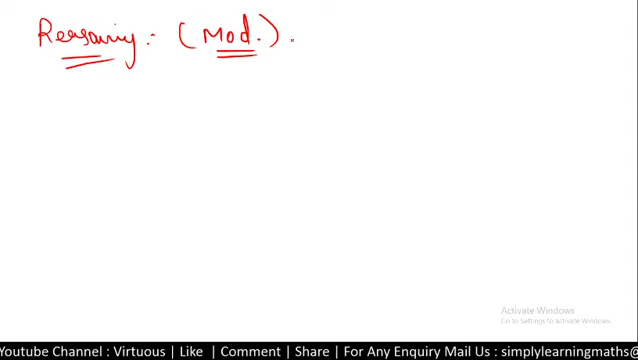 Reasoning : (Mod.)
Activate Windows
Go to Settings to activate Windows.
Youtube Channel : Virtuous | Like | Comment | Share | For Any Enquiry Mail Us : simplylearningmaths@